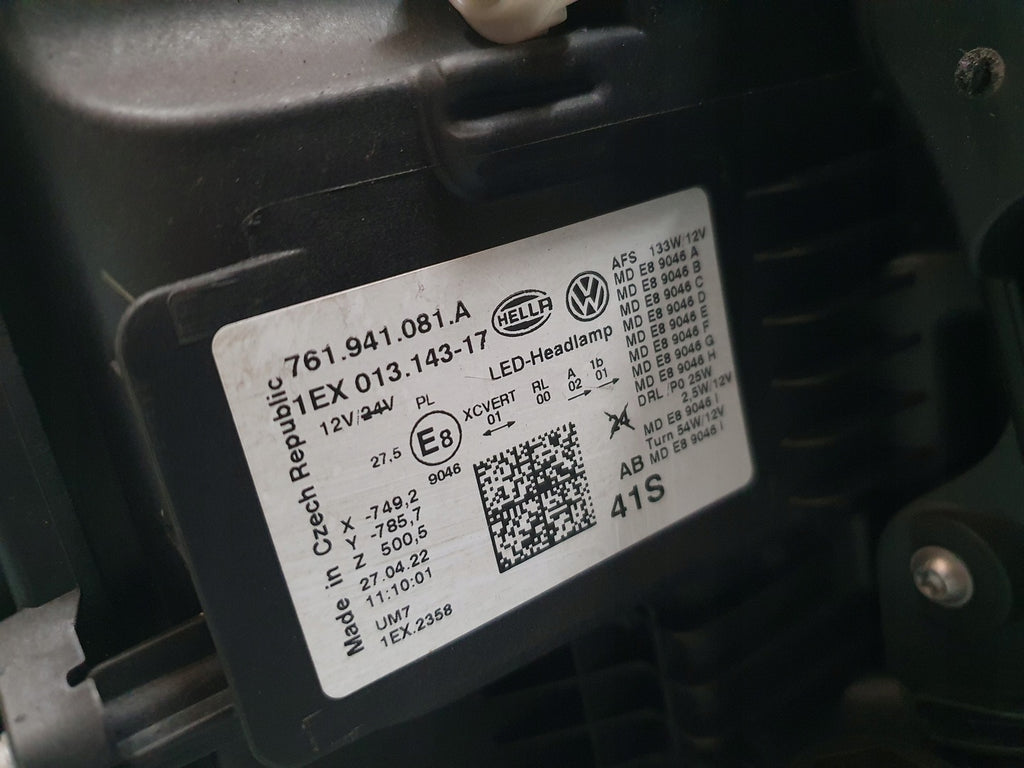 761.941.081.A
1EX 013.143-17
HELLA
VW
LED-Headlamp
12V/24V
PL
27,5
E8
9046
XCVERT
01
RL
00
A
02
1b
01
24
AFS 133W/12V
MD E8 9046 A
MD E8 9046 B
MD E8 9046 C
MD E8 9046 D
MD E8 9046 E
MD E8 9046 F
MD E8 9046 G
MD E8 9046 H
DRL/P0 25W
2,5W/12V
MD E8 9046 I
Turn 54W/12V
MD E8 9046 I
AB
41S
Made in Czech Republic
X -749,2
Y -785,7
Z 500,5
27.04.22
11:10:01
UM7
1EX.2358